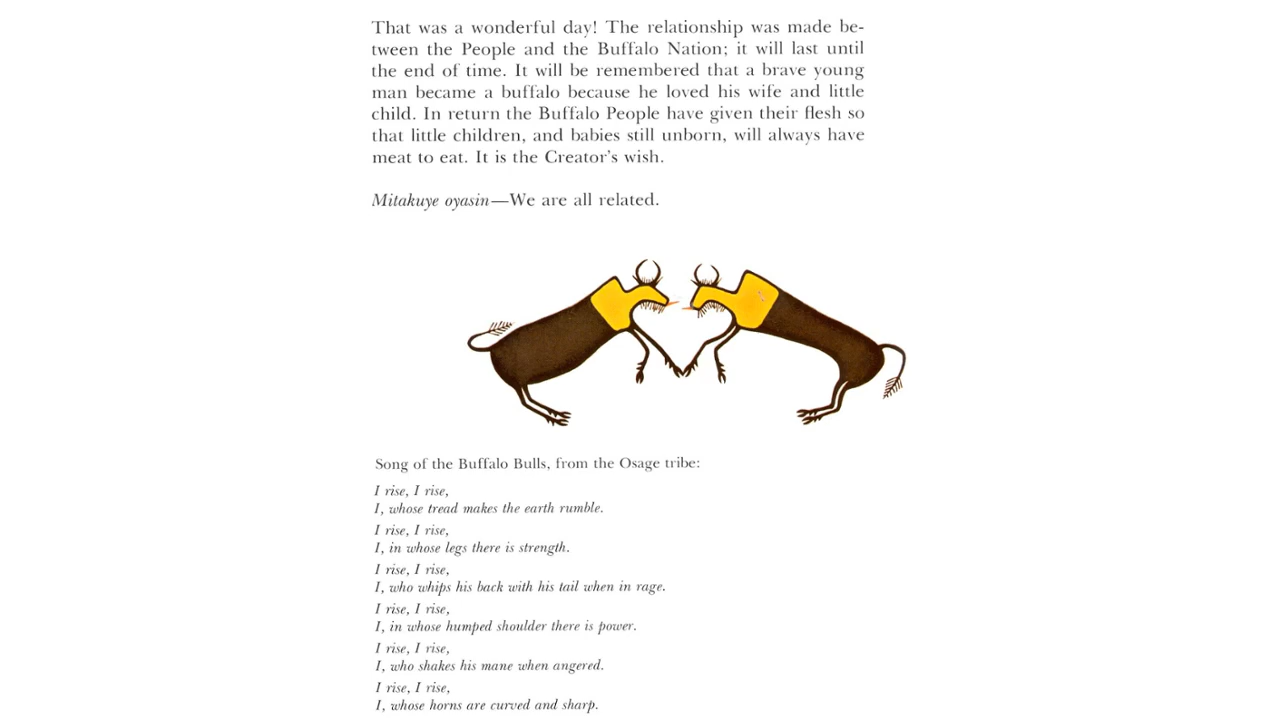 That was a wonderful day! The relationship was made be-
tween the People and the Buffalo Nation; it will last until
the end of time. It will be remembered that a brave young
man became a buffalo because he loved his wife and little
child. In return the Buffalo People have given their flesh so
that little children, and babies still unborn, will always have
meat to eat. It is the Creator's wish.
Mitakuye oyasin—We are all related.
Song of the Buffalo Bulls, from the Osage tribe:
I rise, I rise,
I, whose tread makes the earth rumble.
I rise, I rise,
I, in whose legs there is strength.
I rise, I rise,
I, who whips his back with his tail when in rage.
I rise, I rise,
I, in whose humped shoulder there is power.
I rise, I rise,
I, who shakes his mane when angered.
I rise, I rise,
I, whose horns are curved and sharp.